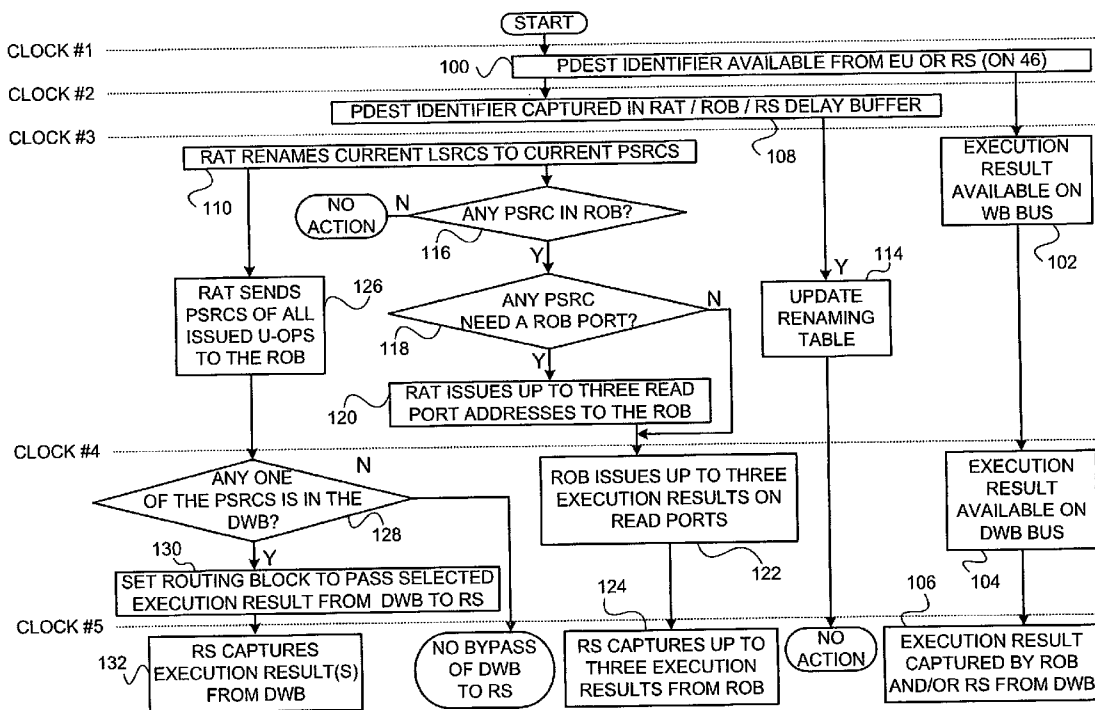 START
CLOCK #1
100
PDEST IDENTIFIER AVAILABLE FROM EU OR RS (ON 46)
CLOCK #2
PDEST IDENTIFIER CAPTURED IN RAT / ROB / RS DELAY BUFFER
108
CLOCK #3
RAT RENAMES CURRENT LSRCS TO CURRENT PSRCS
110
EXECUTION
RESULT
AVAILABLE ON
WB BUS
102
NO
ACTION
N
ANY PSRC IN ROB?
116
Y
RAT SENDS
PSRCS OF ALL
ISSUED U-OPS
TO THE ROB
126
ANY PSRC
NEED A ROB PORT?
118
N
Y
Y
114
UPDATE
RENAMING
TABLE
120
RAT ISSUES UP TO THREE READ
PORT ADDRESSES TO THE ROB
CLOCK #4
ANY ONE
OF THE PSRCS IS IN THE
DWB?
N
128
Y
ROB ISSUES UP TO THREE
EXECUTION RESULTS ON
READ PORTS
122
EXECUTION
RESULT
AVAILABLE ON
DWB BUS
104
130
SET ROUTING BLOCK TO PASS SELECTED
EXECUTION RESULT FROM DWB TO RS
CLOCK #5
132
RS CAPTURES
EXECUTION RESULT(S)
FROM DWB
NO BYPASS
OF DWB
TO RS
124
RS CAPTURES UP TO
THREE EXECUTION
RESULTS FROM ROB
NO
ACTION
106
EXECUTION RESULT
CAPTURED BY ROB
AND/OR RS FROM DWB